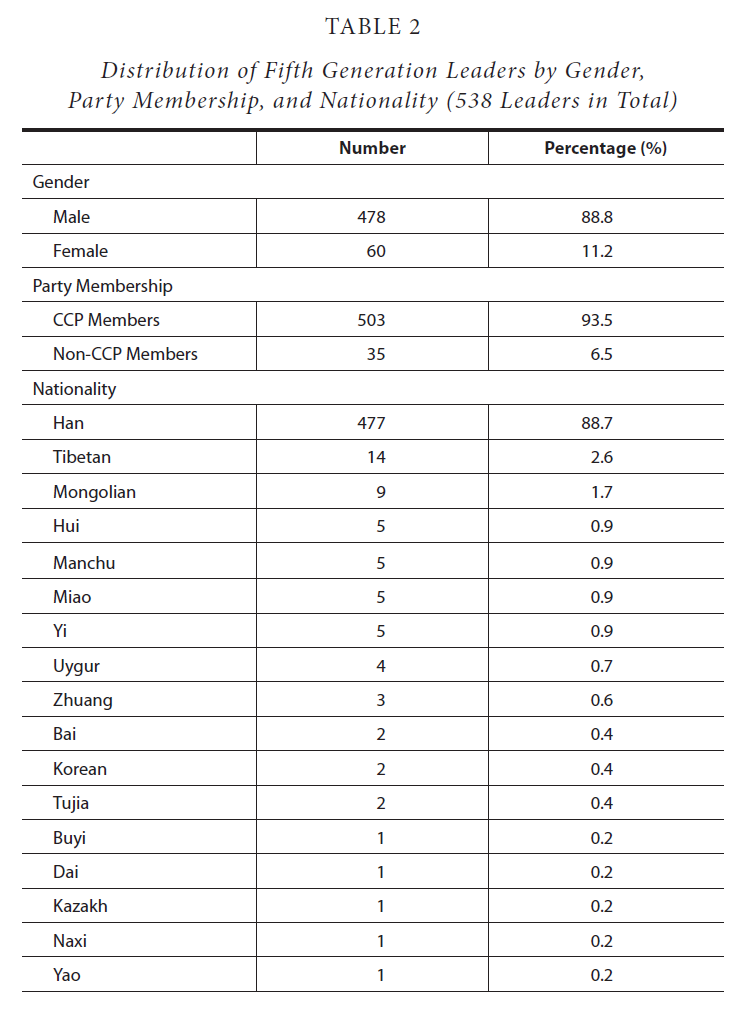 TABLE 2
Distribution of Fifth Generation Leaders by Gender,
Party Membership, and Nationality (538 Leaders in Total)
Number Percentage (%)
Gender
Male 478 88.8
Female 60 11.2
Party Membership
CCP Members 503 93.5
Non-CCP Members 35 6.5
Nationality
Han 477 88.7
Tibetan 14 2.6
Mongolian 9 1.7
Hui 5 0.9
Manchu 5 0.9
Miao 5 0.9
Yi 5 0.9
Uygur 4 0.7
Zhuang 3 0.6
Bai 2 0.4
Korean 2 0.4
Tujia 2 0.4
Buyi 1 0.2
Dai 1 0.2
Kazakh 1 0.2
Naxi 1 0.2
Yao 1 0.2